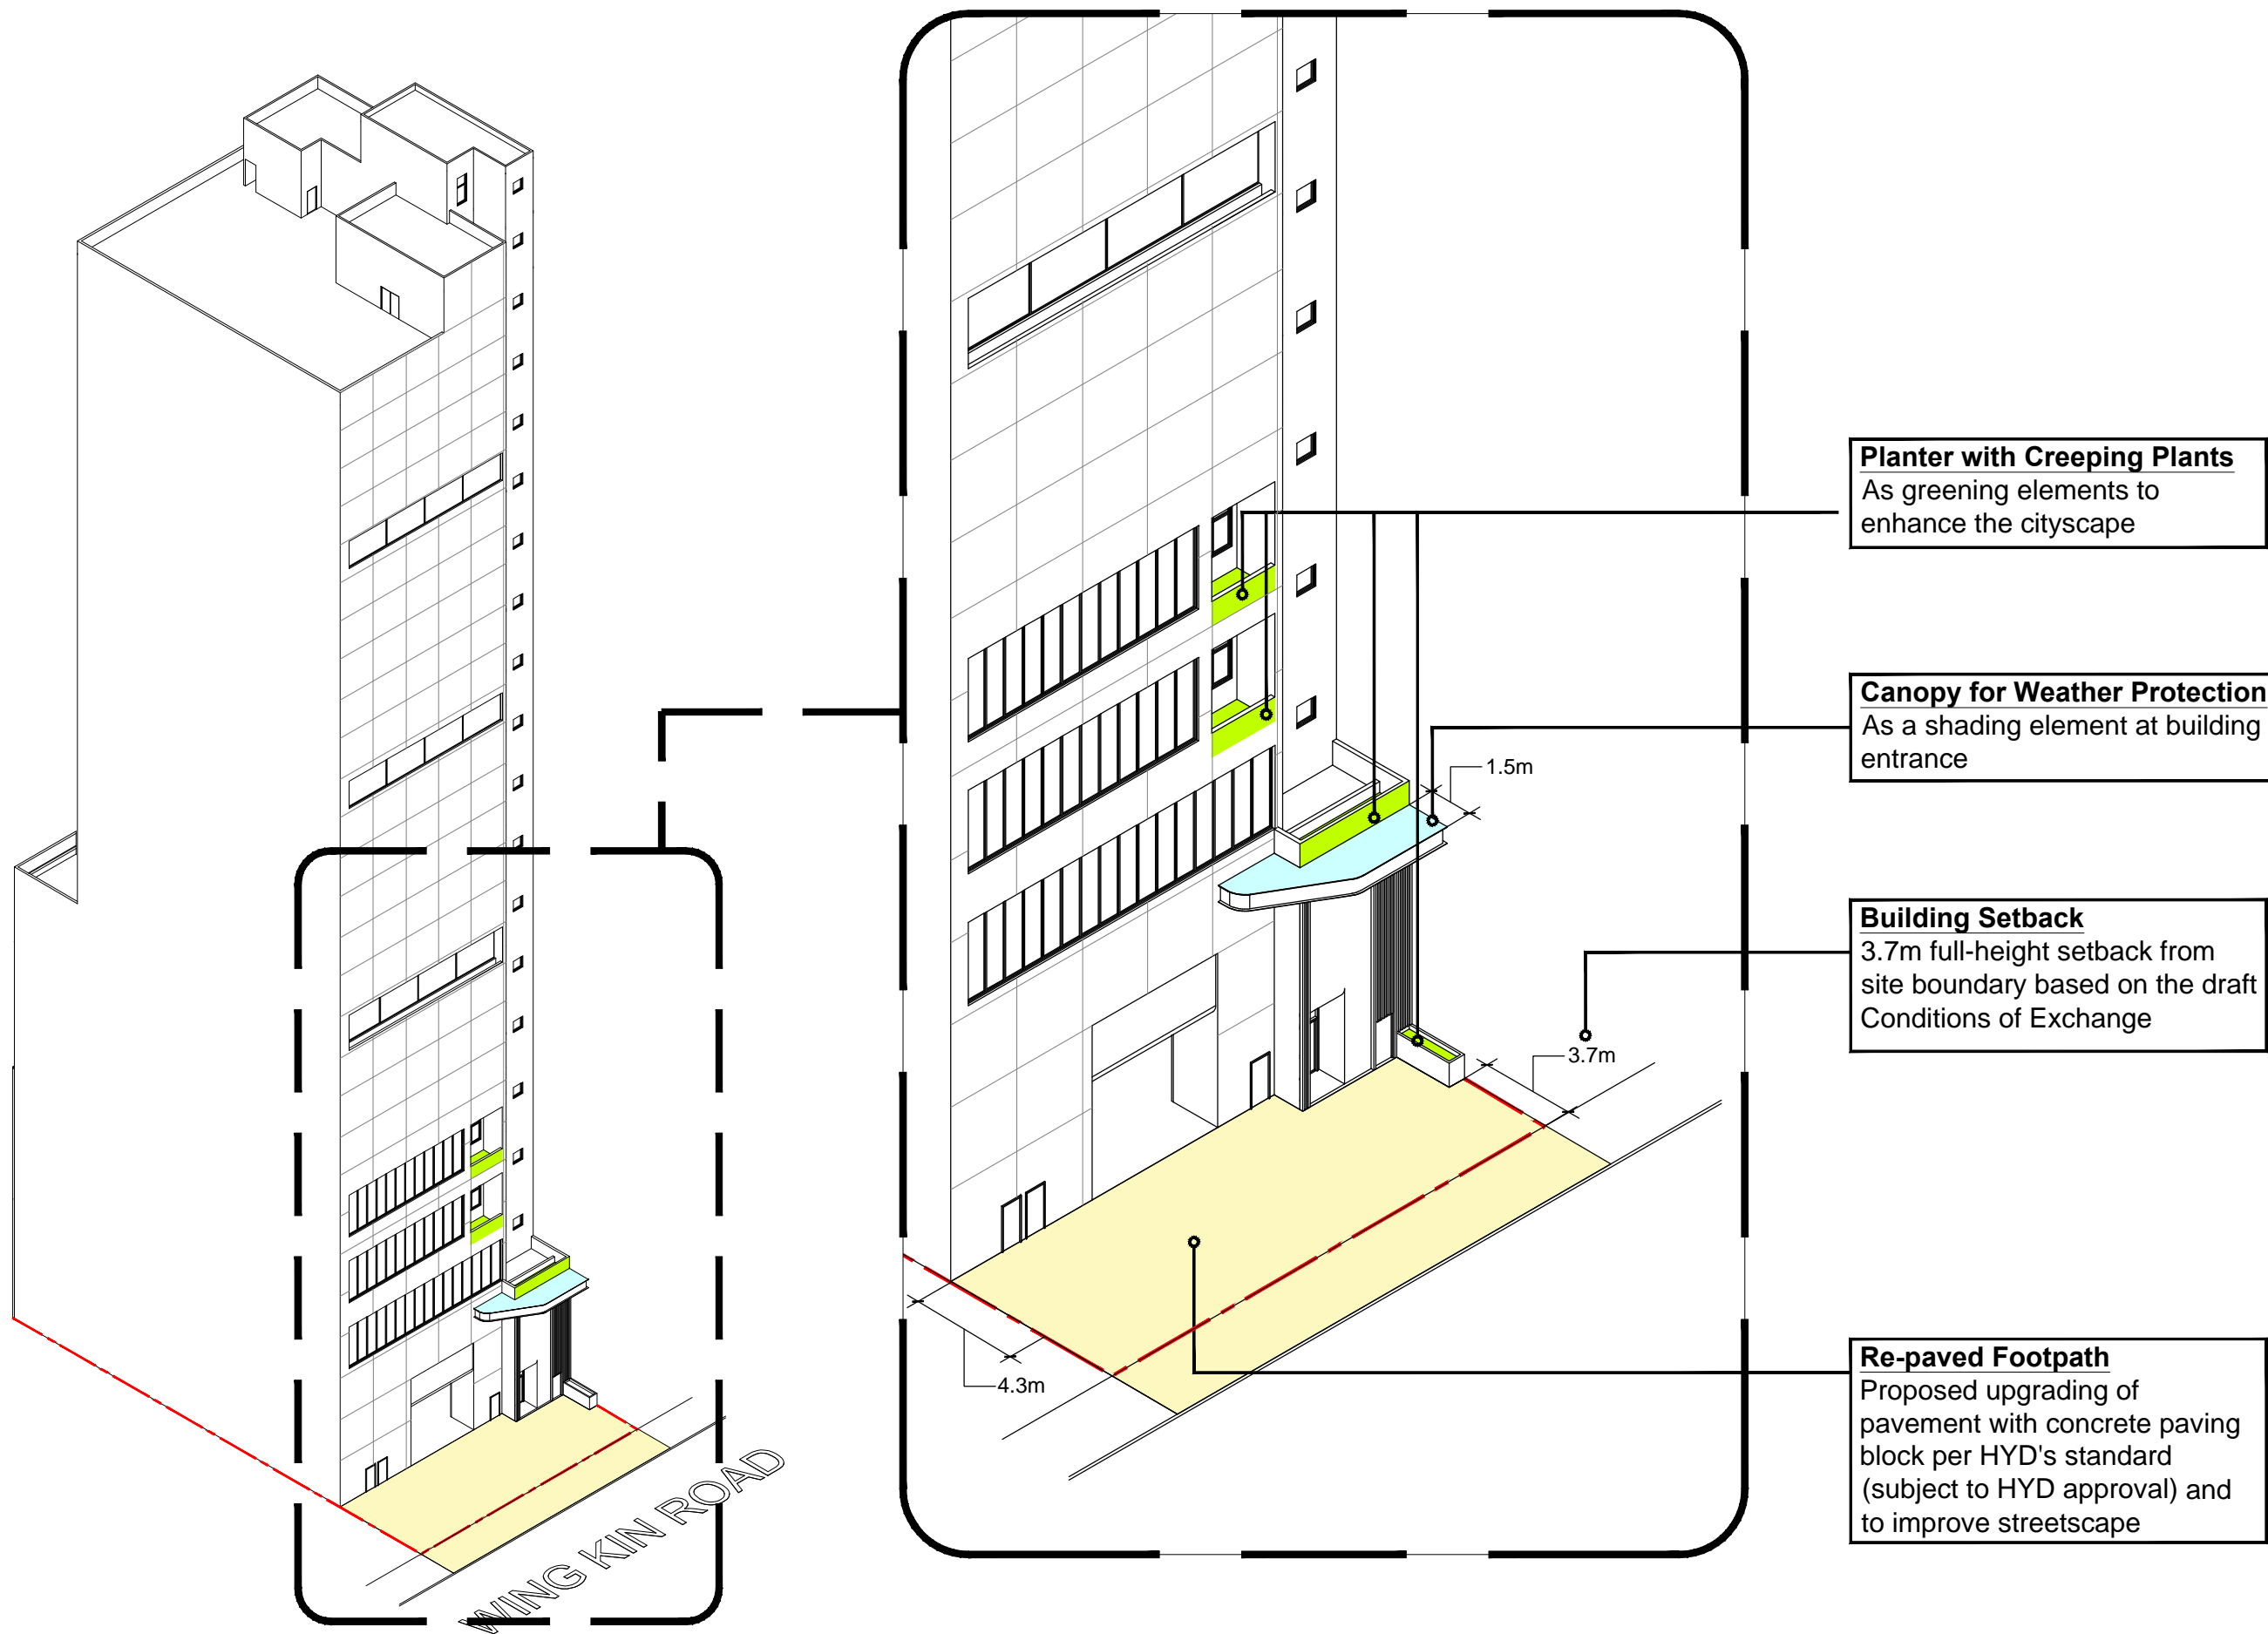 Planter with Creeping Plants
As greening elements to
enhance the cityscape
Canopy for Weather Protection
As a shading element at building
entrance
1.5m
Building Setback
3.7m full-height setback from
site boundary based on the draft
Conditions of Exchange
3.7m
4.3m
Re-paved Footpath
Proposed upgrading of
pavement with concrete paving
block per HYD's standard
(subject to HYD approval) and
to improve streetscape
WING KIN ROAD